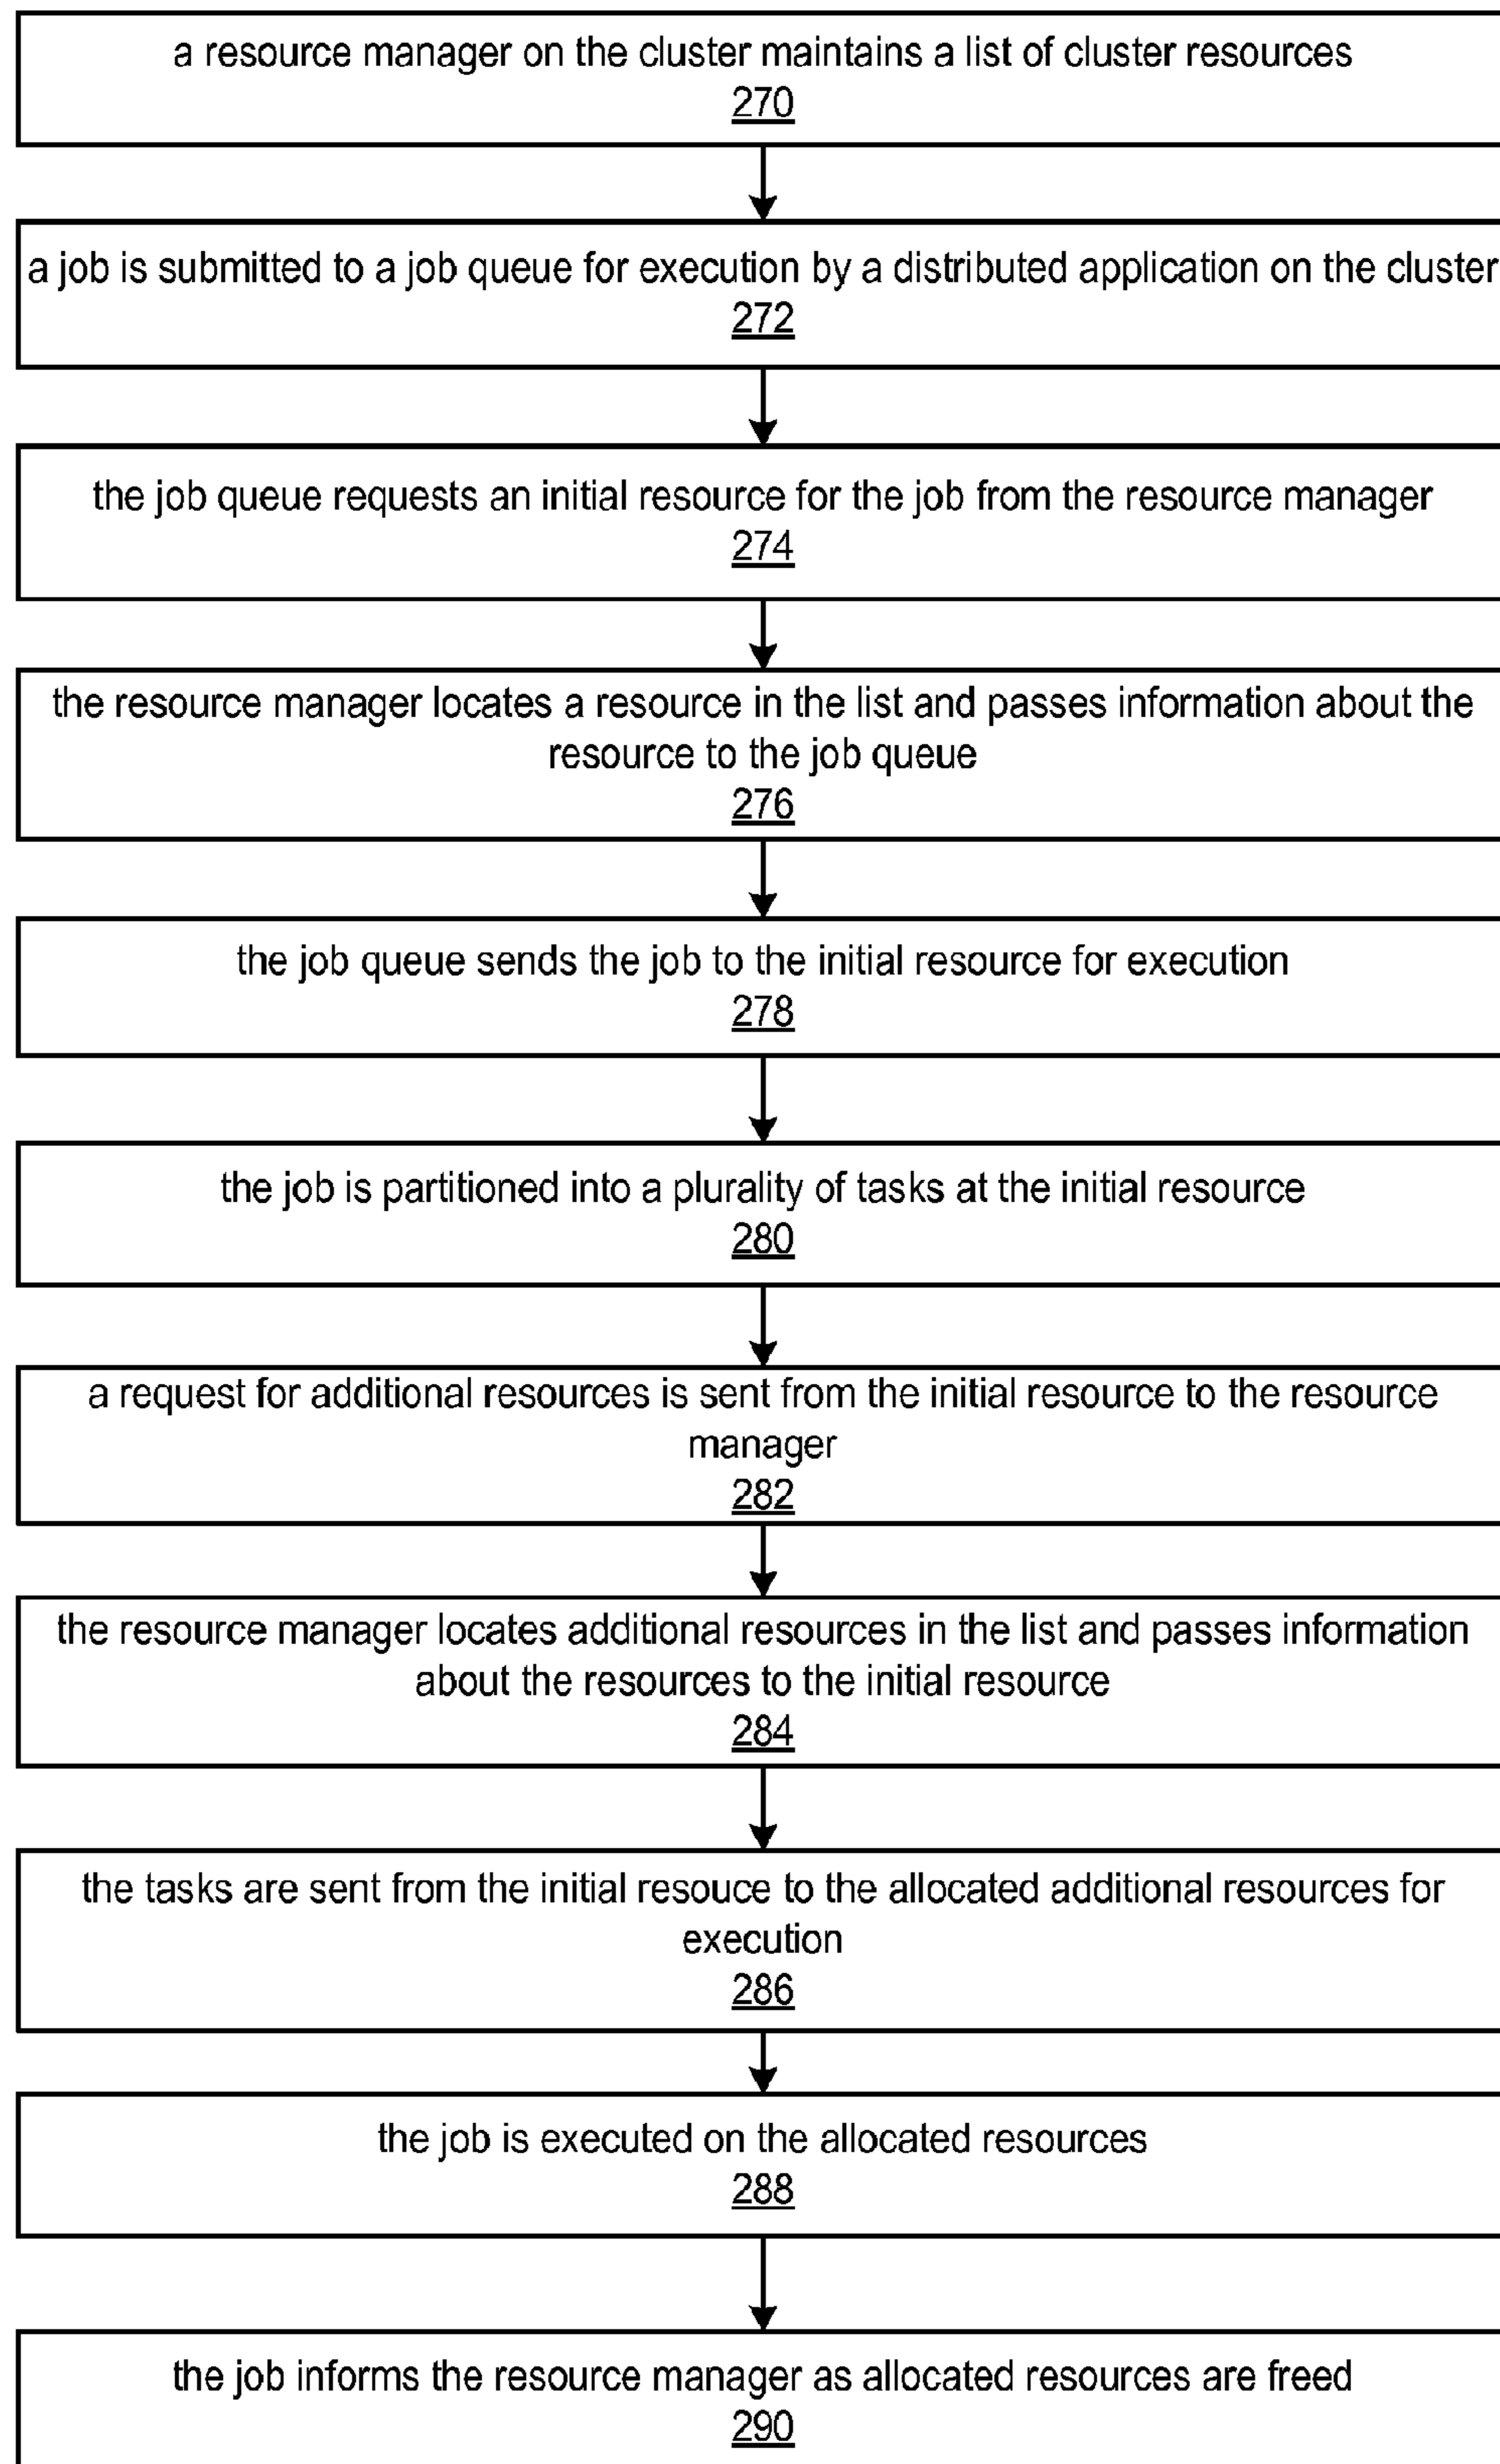 a resource manager on the cluster maintains a list of cluster resources
270
a job is submitted to a job queue for execution by a distributed application on the cluster
272
the job queue requests an initial resource for the job from the resource manager
274
the resource manager locates a resource in the list and passes information about the
resource to the job queue
276
the job queue sends the job to the initial resource for execution
278
the job is partitioned into a plurality of tasks at the initial resource
280
a request for additional resources is sent from the initial resource to the resource
manager
282
the resource manager locates additional resources in the list and passes information
about the resources to the initial resource
284
the tasks are sent from the initial resouce to the allocated additional resources for
execution
286
the job is executed on the allocated resources
288
the job informs the resource manager as allocated resources are freed
290